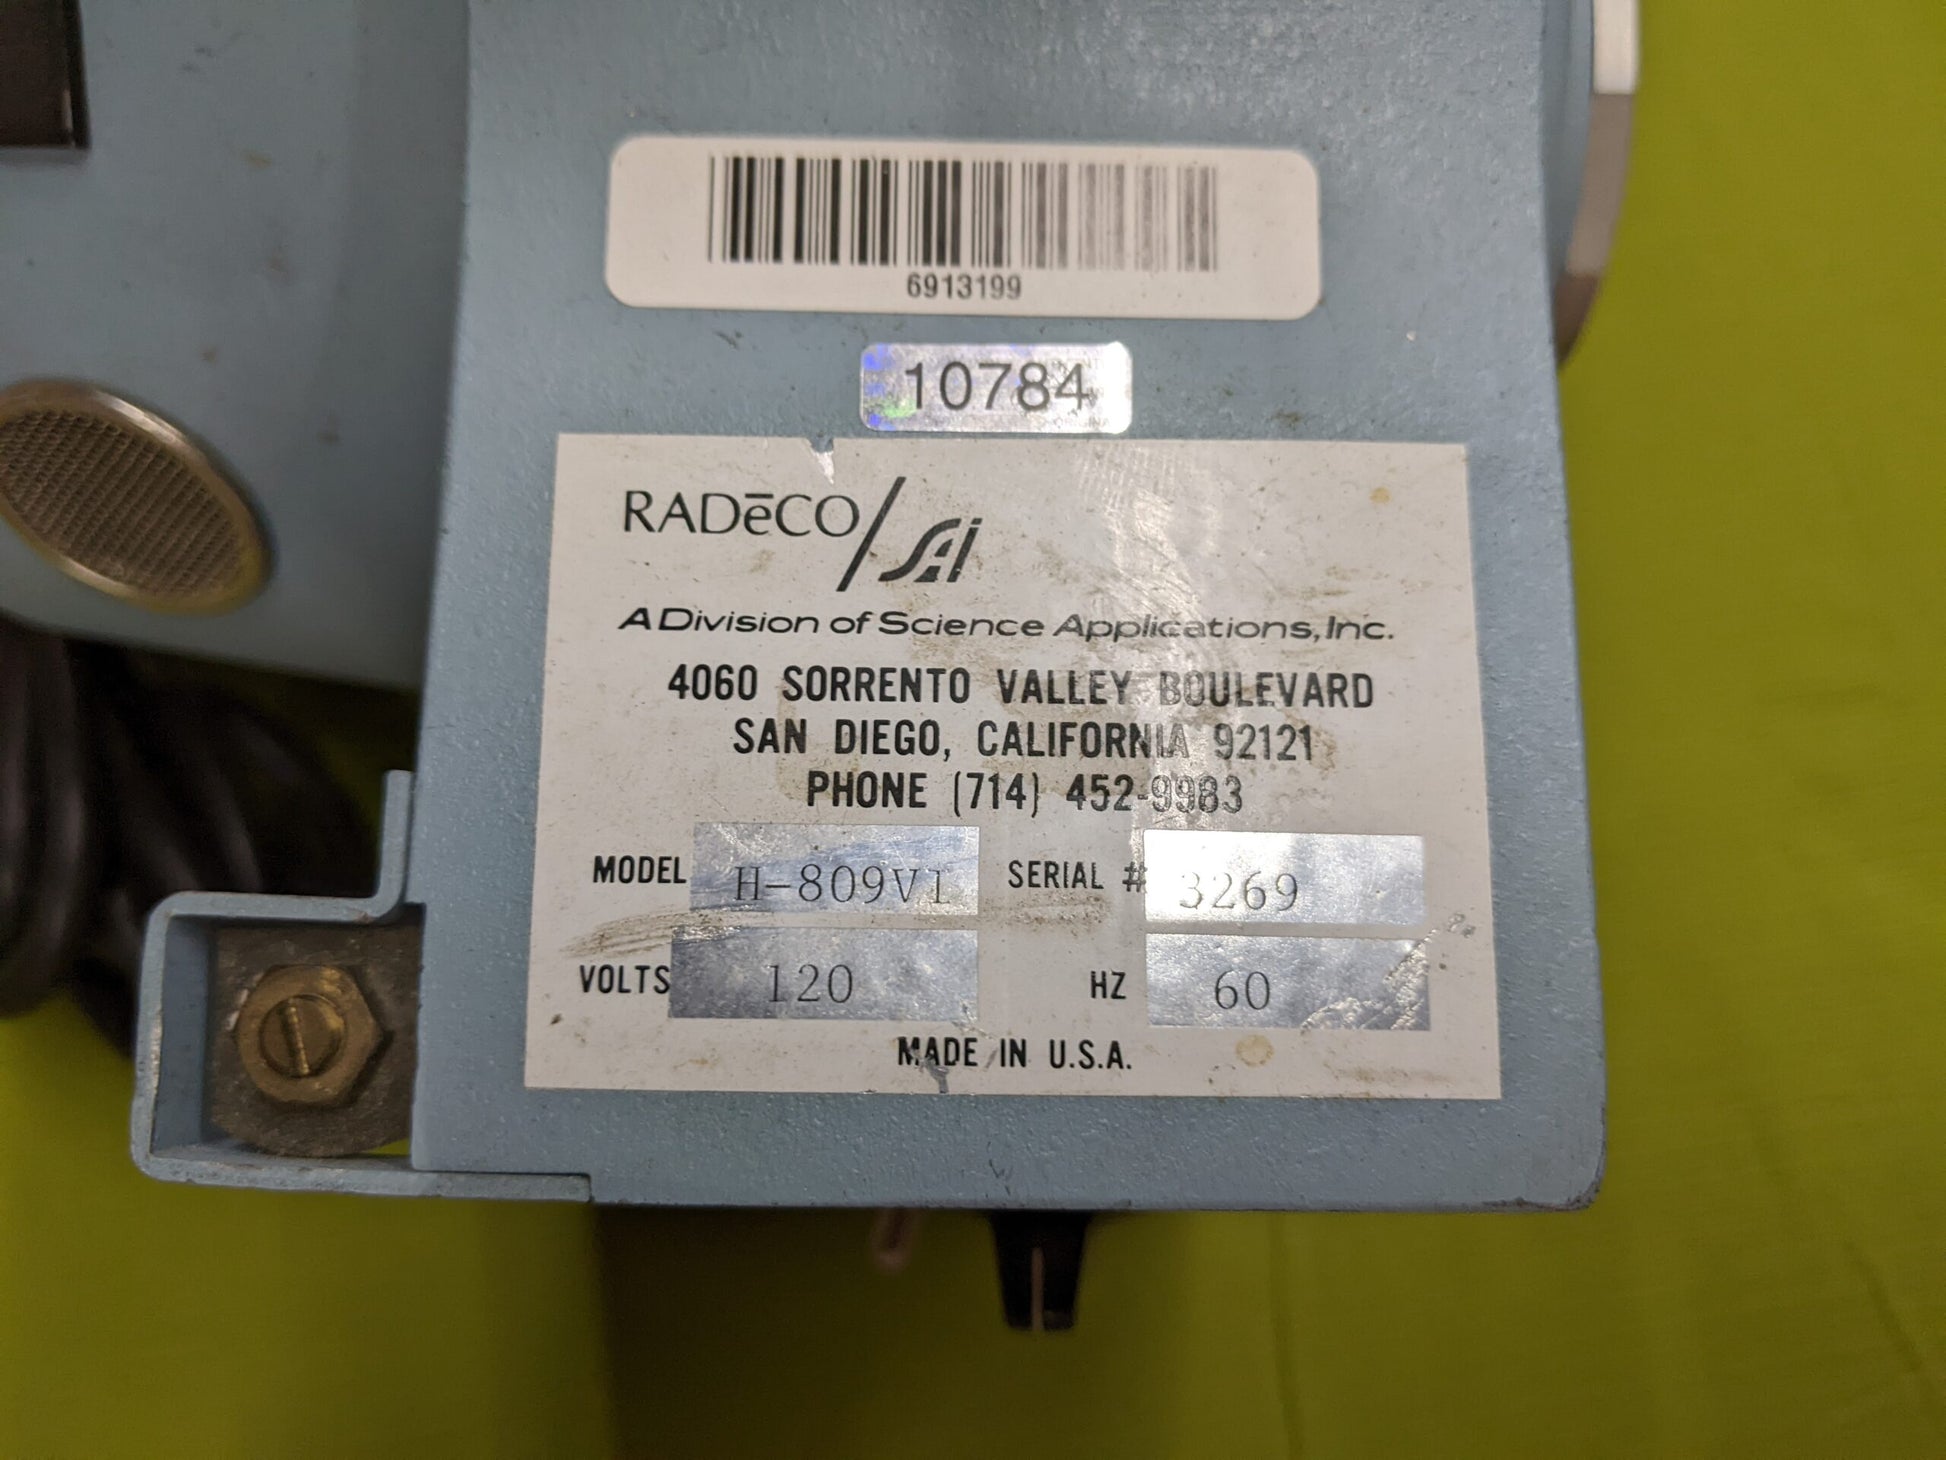 6913199
10784
RADēCO/SAi
A Division of Science Applications, Inc.
4060 SORRENTO VALLEY BOULEVARD
SAN DIEGO, CALIFORNIA 92121
PHONE (714) 452-9983
MODEL H-809V1 SERIAL # 3269
VOLTS 120 HZ 60
MADE IN U.S.A.